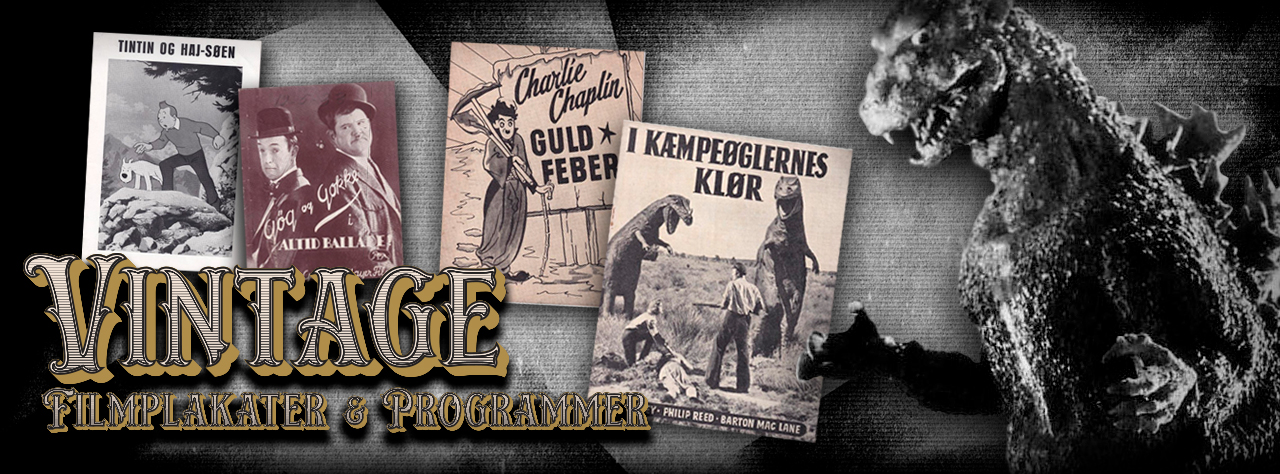 TINTIN OG HAJ-SØEN
Gøg og Gokke
i
ALTID BALLADE
Charlie
Chaplin
GULD
FEBER
I KÆMPEØGLERNES
KLØR
PHILIP REED · BARTON MAC LANE
VINTAGE
FILMPLAKATER & PROGRAMMER